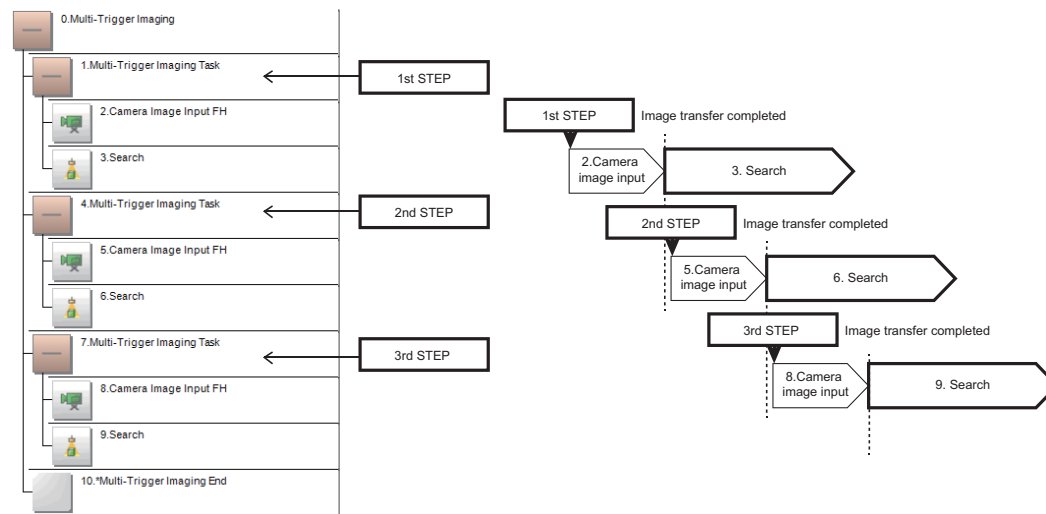 0.Multi-Trigger Imaging
1.Multi-Trigger Imaging Task
2.Camera Image Input FH
3.Search
4.Multi-Trigger Imaging Task
5.Camera Image Input FH
6.Search
7.Multi-Trigger Imaging Task
8.Camera Image Input FH
9.Search
10.*Multi-Trigger Imaging End
1st STEP
2nd STEP
3rd STEP
1st STEP
Image transfer completed
2.Camera
image input
3. Search
2nd STEP
Image transfer completed
5.Camera
image input
6. Search
3rd STEP
Image transfer completed
8.Camera
image input
9. Search